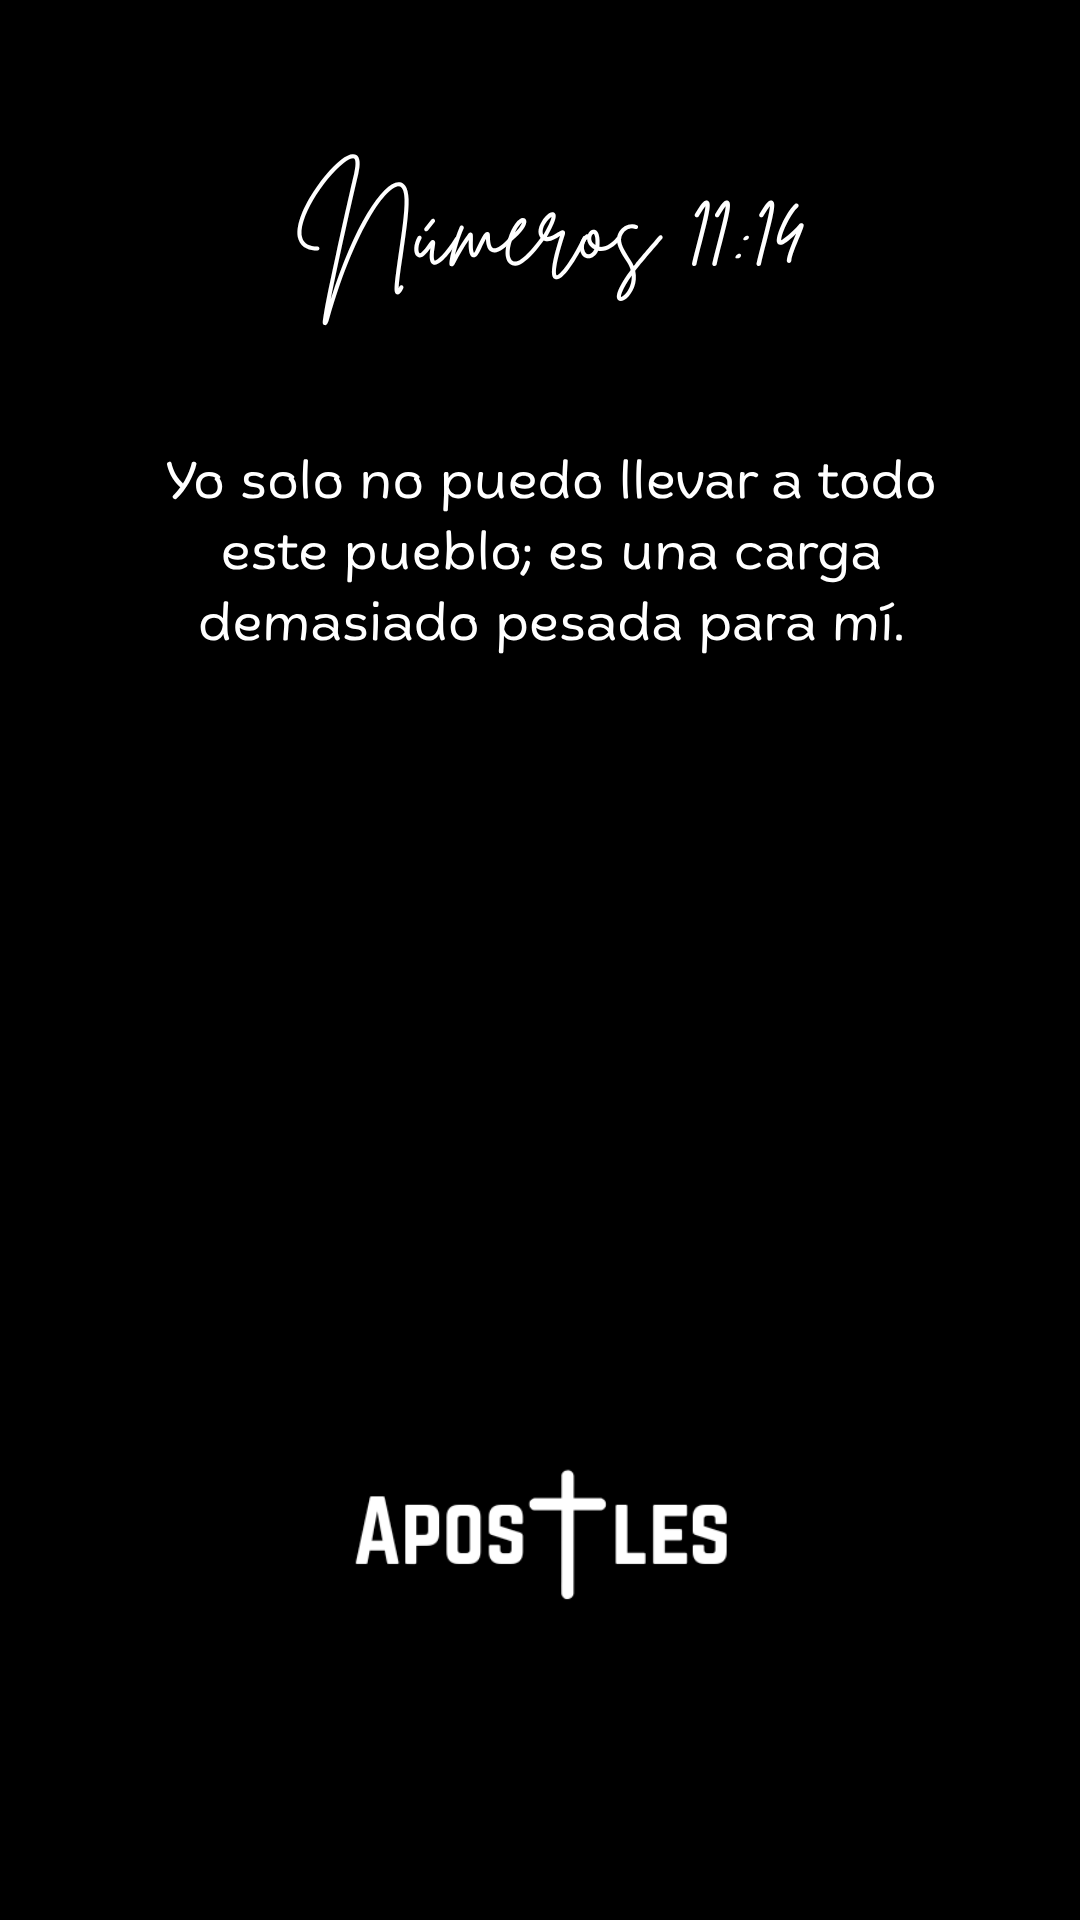 Números 11:14
Yo solo no puedo llevar a todo
este pueblo; es una carga
demasiado pesada para mí.
Apostles